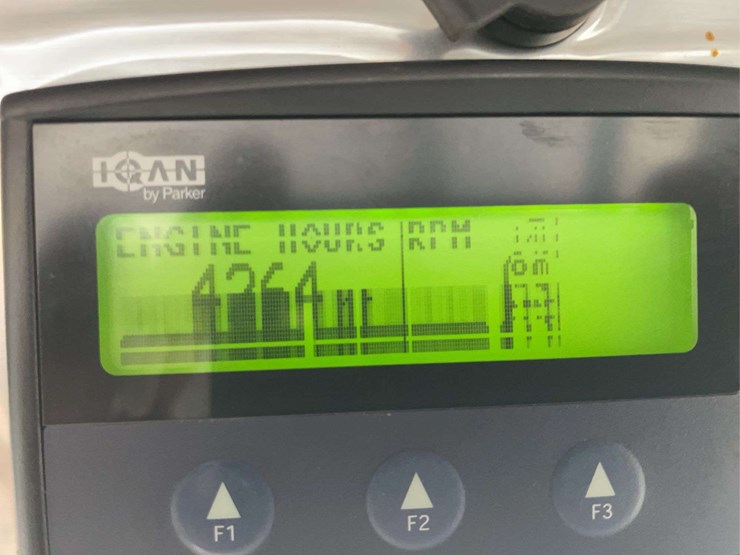 IQAN
by Parker
ENGINE HOURS RPM
4264
F1 F2 F3